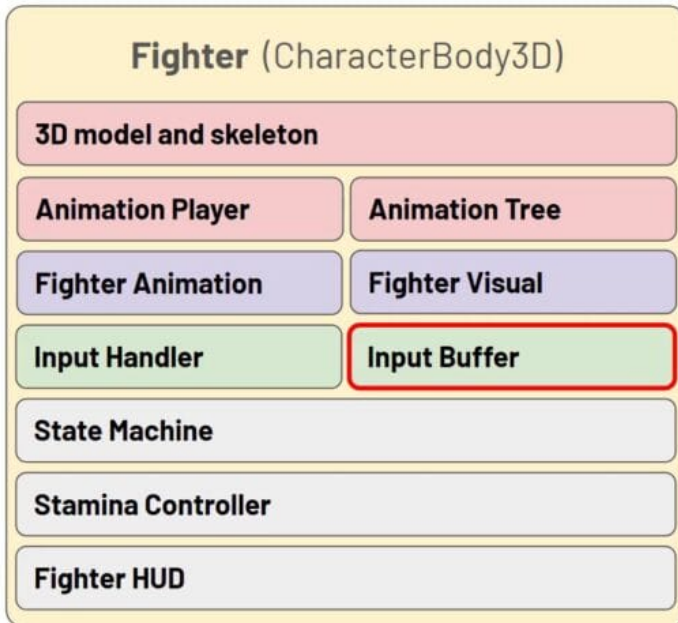 Fighter (CharacterBody3D)
3D model and skeleton
Animation Player
Animation Tree
Fighter Animation
Fighter Visual
Input Handler
Input Buffer
State Machine
Stamina Controller
Fighter HUD